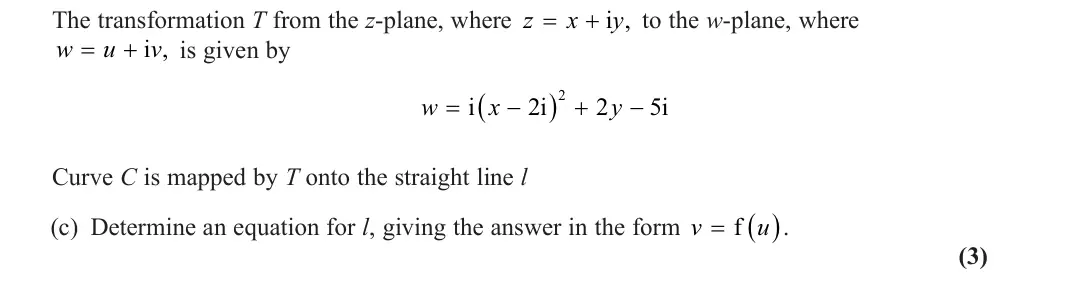 The transformation T from the z-plane, where z = x + iy, to the w-plane, where
w = u + iv, is given by
w = i(x − 2i)² + 2y − 5i
Curve C is mapped by T onto the straight line l
(c) Determine an equation for l, giving the answer in the form v = f(u).
(3)